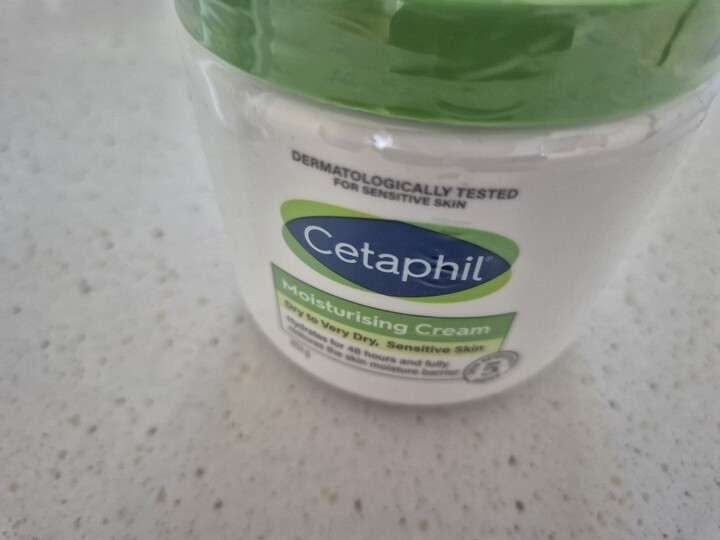 DERMATOLOGICALLY TESTED
FOR SENSITIVE SKIN
Cetaphil
Moisturising Cream
Dry to Very Dry, Sensitive Skin
Hydrates for 48 hours and fully
restores the skin moisture barrier
5